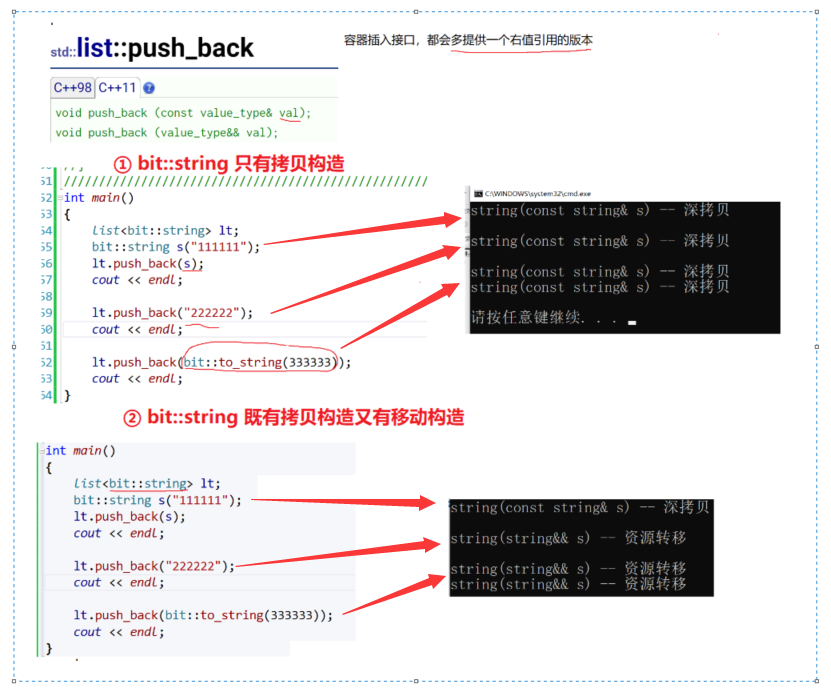 std::list::push_back
容器插入接口，都会多提供一个右值引用的版本
C++98 C++11 ?
void push_back (const value_type& val);
void push_back (value_type&& val);
① bit::string 只有拷贝构造
51 ////////////////////////////////////////////////////
52 int main()
53 {
54 list<bit::string> lt;
55 bit::string s("111111");
56 lt.push_back(s);
57 cout << endl;
58
59 lt.push_back("222222");
60 cout << endl;
61
62 lt.push_back(bit::to_string(333333));
63 cout << endl;
64 }
C:\WINDOWS\system32\cmd.exe
string(const string& s) -- 深拷贝
string(const string& s) -- 深拷贝
string(const string& s) -- 深拷贝
string(const string& s) -- 深拷贝
请按任意键继续. . .
② bit::string 既有拷贝构造又有移动构造
int main()
{
list<bit::string> lt;
bit::string s("111111");
lt.push_back(s);
cout << endl;
lt.push_back("222222");
cout << endl;
lt.push_back(bit::to_string(333333));
cout << endl;
}
string(const string& s) -- 深拷贝
string(string&& s) -- 资源转移
string(string&& s) -- 资源转移
string(string&& s) -- 资源转移